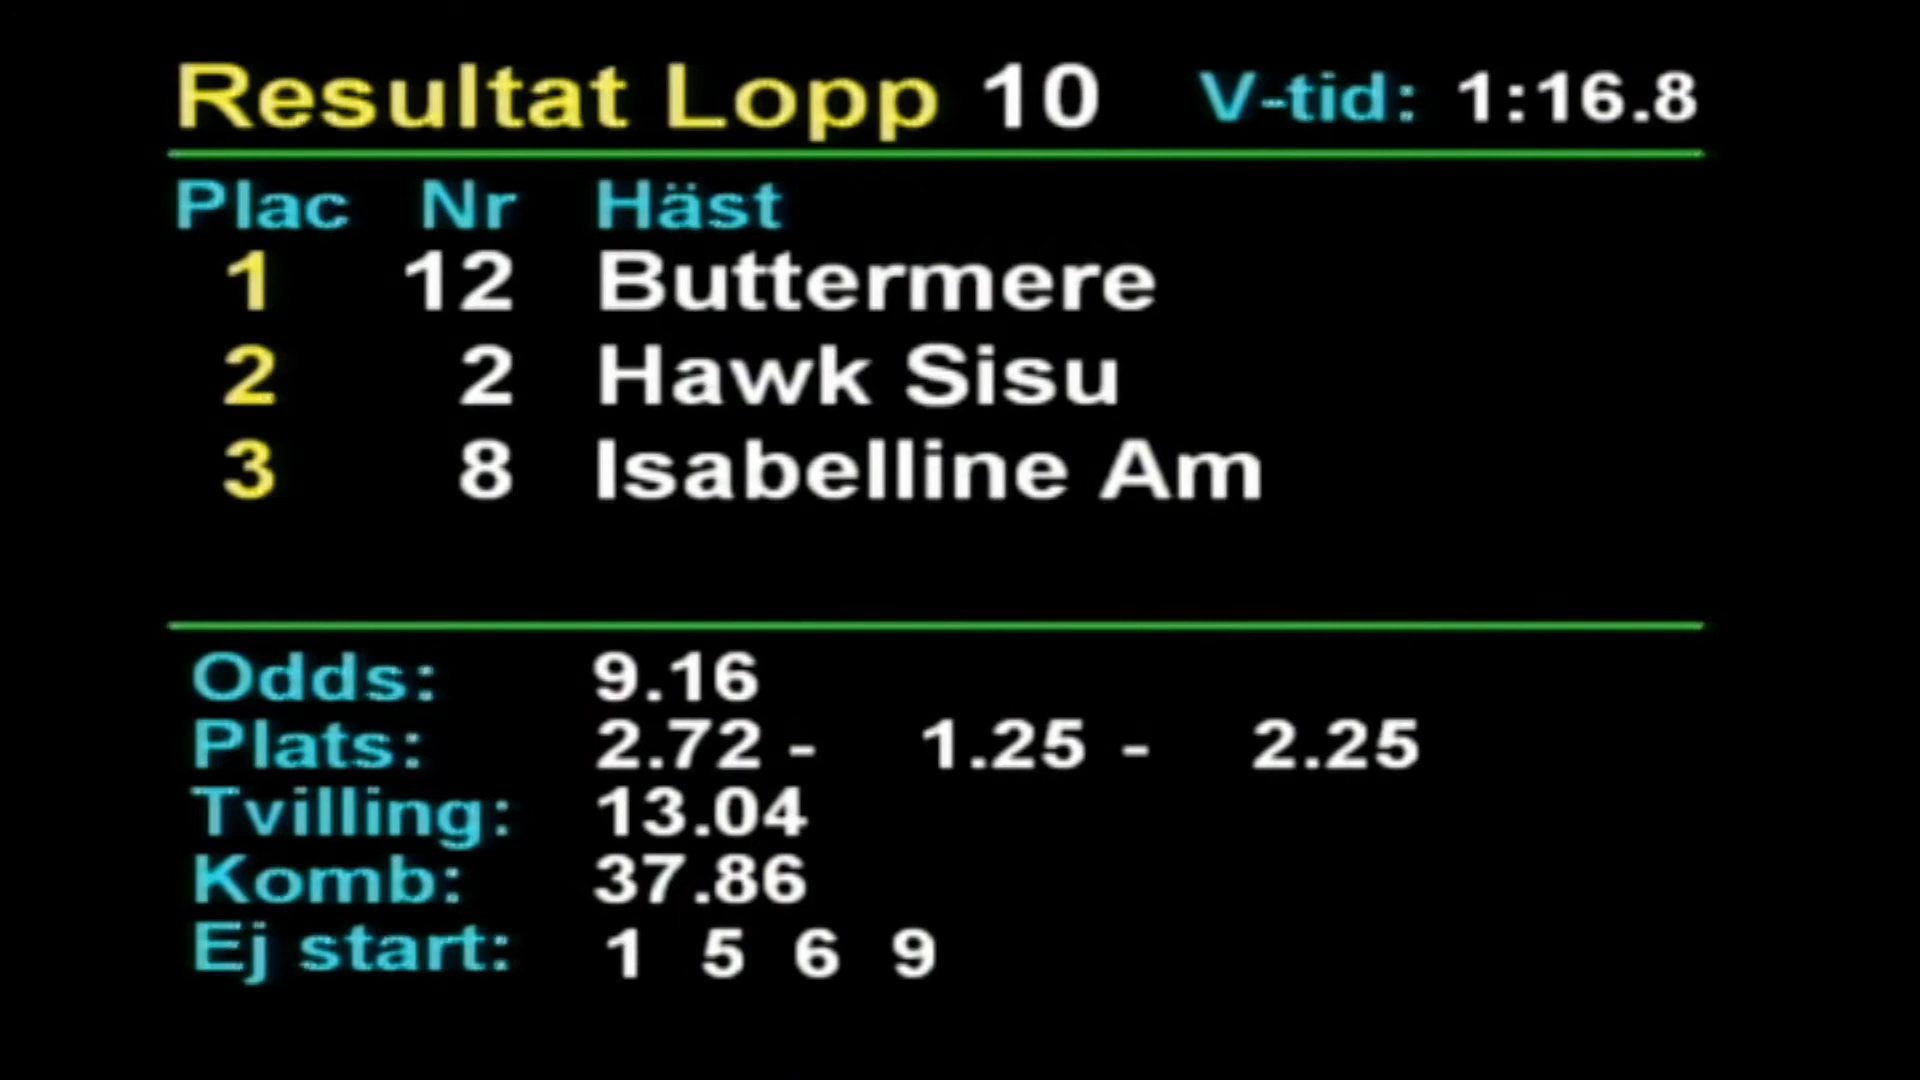 Resultat Lopp 10 V-tid: 1:16.8
Plac Nr Häst
1 12 Buttermere
2 2 Hawk Sisu
3 8 Isabelline Am
Odds: 9.16
Plats: 2.72 - 1.25 - 2.25
Tvilling: 13.04
Komb: 37.86
Ej start: 1 5 6 9